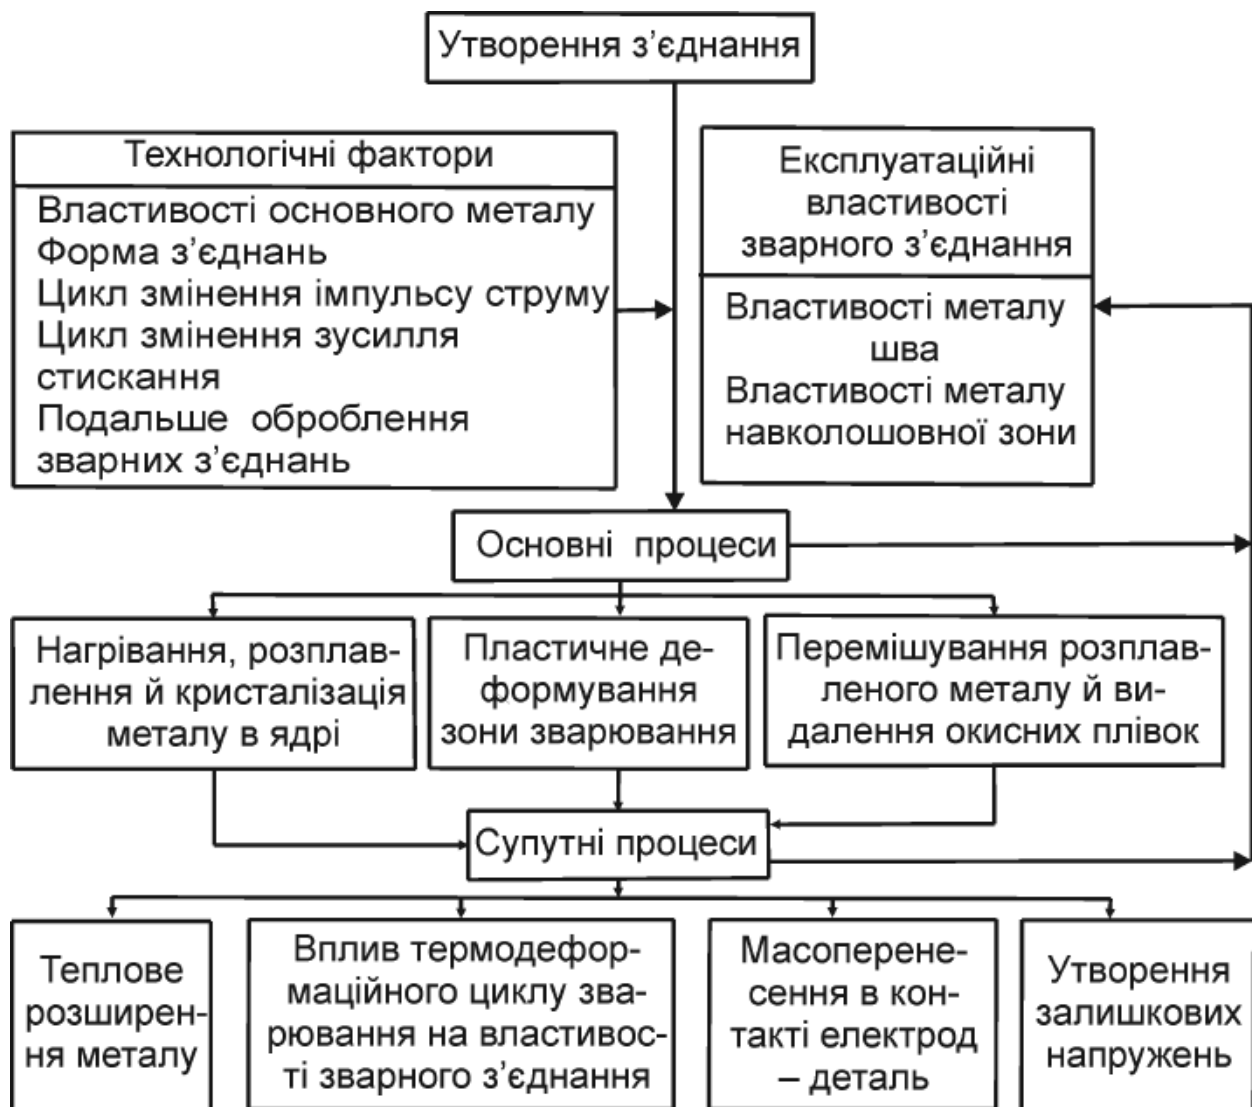 Утворення з’єднання
Технологічні фактори
Властивості основного металу
Форма з’єднань
Цикл змінення імпульсу струму
Цикл змінення зусилля
стискання
Подальше оброблення
зварних з’єднань
Експлуатаційні
властивості
зварного з’єднання
Властивості металу
шва
Властивості металу
навколошовної зони
Основні процеси
Нагрівання, розплав-
лення й кристалізація
металу в ядрі
Пластичне де-
формування
зони зварювання
Перемішування розплав-
леного металу й ви-
далення окисних плівок
Супутні процеси
Теплове
розширен-
ня металу
Вплив термодефор-
маційного циклу зва-
рювання на властивос-
ті зварного з’єднання
Масоперене-
сення в кон-
такті електрод
– деталь
Утворення
залишкових
напружень